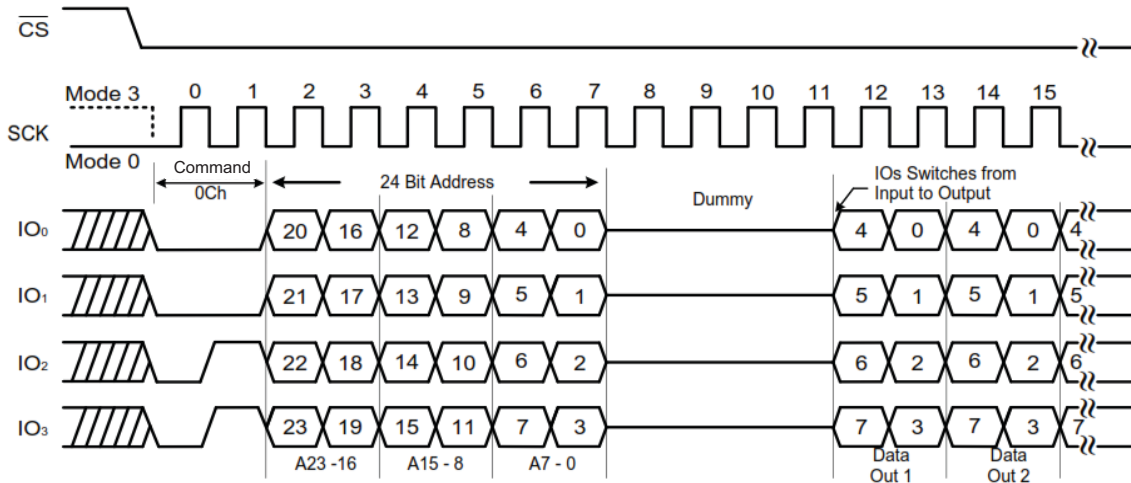 CS
0 1 2 3 4 5 6 7 8 9 10 11 12 13 14 15
Mode 3
SCK
Mode 0
Command
0Ch
24 Bit Address
Dummy
IOs Switches from
Input to Output
IO₀ 20 16 12 8 4 0 4 0 4 0 4
IO₁ 21 17 13 9 5 1 5 1 5 1 5
IO₂ 22 18 14 10 6 2 6 2 6 2 6
IO₃ 23 19 15 11 7 3 7 3 7 3 7
A23 -16 A15 - 8 A7 - 0
Data
Out 1
Data
Out 2